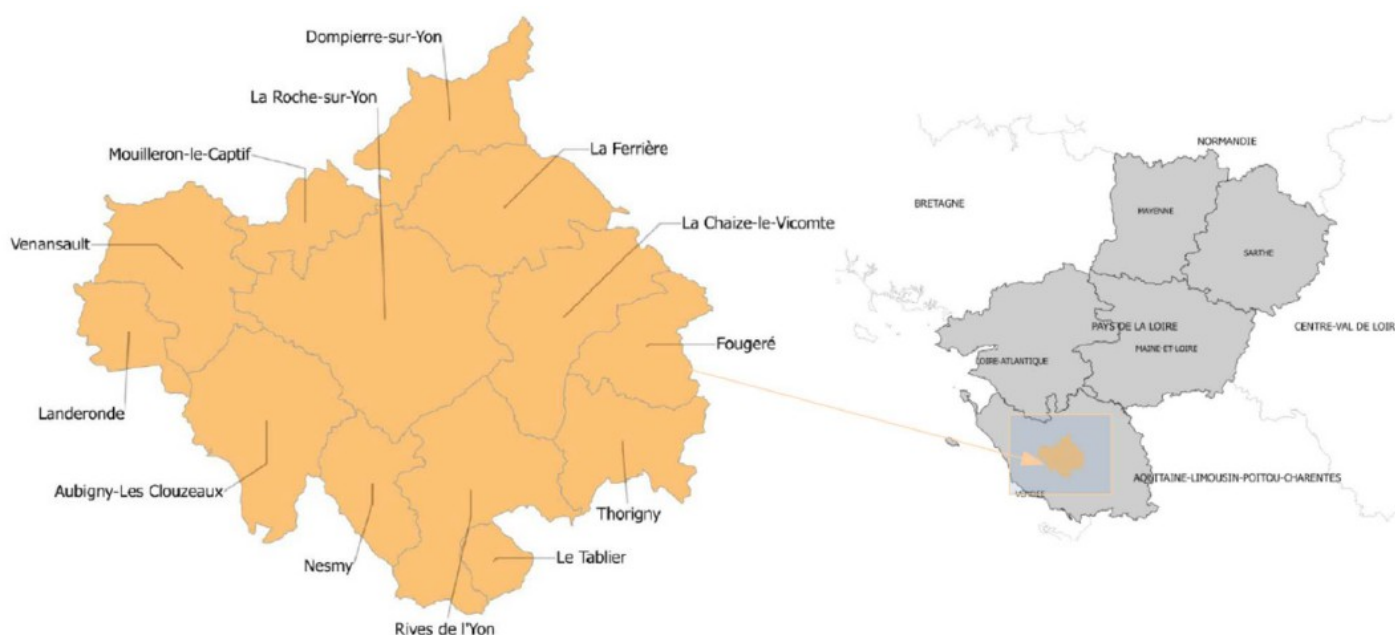 Dompierre-sur-Yon
La Roche-sur-Yon
Mouilleron-le-Captif
La Ferrière
La Chaize-le-Vicomte
Venansault
Fougeré
Landeronde
Aubigny-Les Clouzeaux
Thorigny
Nesmy
Le Tablier
Rives de l'Yon
NORMANDIE
BRETAGNE
MAYENNE
SARTHE
PAYS DE LA LOIRE
CENTRE-VAL DE LOIR
MAINE-ET-LOIRE
LOIRE-ATLANTIQUE
AQUITAINE-LIMOUSIN-POITOU-CHARENTES
VENDÉE